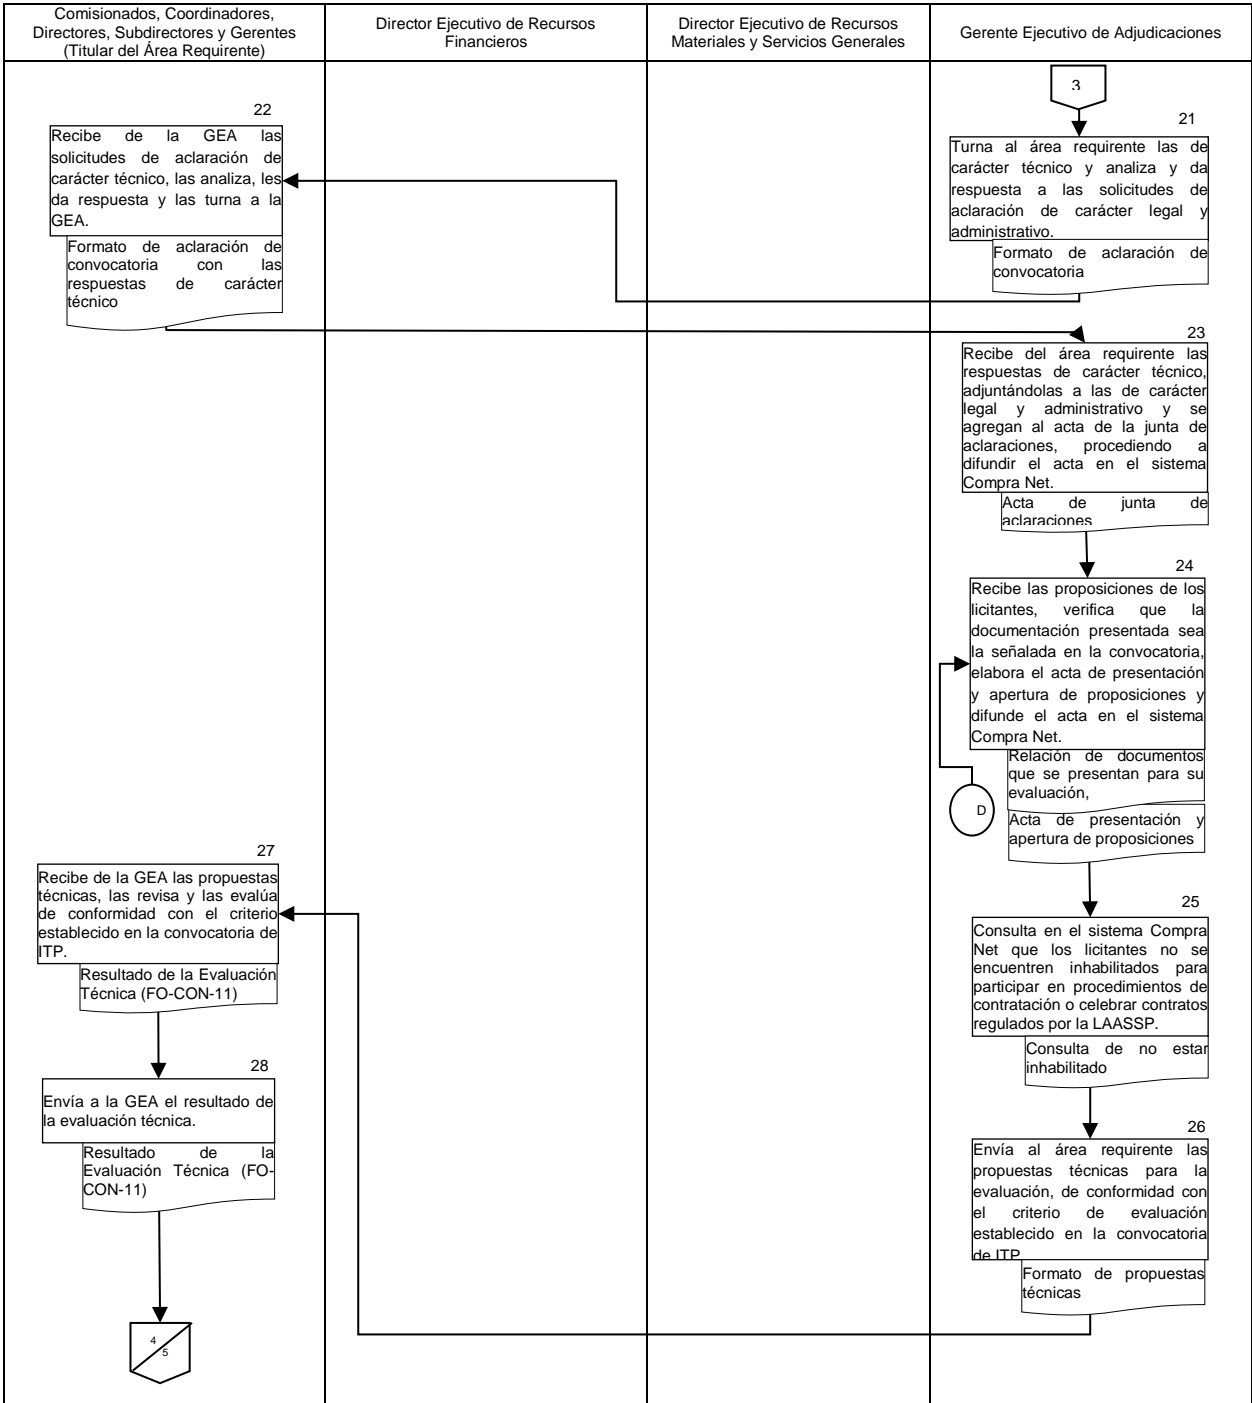 Comisionados, Coordinadores,
Directores, Subdirectores y Gerentes
(Titular del Área Requirente)
Director Ejecutivo de Recursos
Financieros
Director Ejecutivo de Recursos
Materiales y Servicios Generales
Gerente Ejecutivo de Adjudicaciones
3
21
Turna al área requirente las de
carácter técnico y analiza y da
respuesta a las solicitudes de
aclaración de carácter legal y
administrativo.
Formato de aclaración de
convocatoria
22
Recibe de la GEA las
solicitudes de aclaración de
carácter técnico, las analiza, les
da respuesta y las turna a la
GEA.
Formato de aclaración de
convocatoria con las
respuestas de carácter
técnico
23
Recibe del área requirente las
respuestas de carácter técnico,
adjuntándolas a las de carácter
legal y administrativo y se
agregan al acta de la junta de
aclaraciones, procediendo a
difundir el acta en el sistema
Compra Net.
Acta de junta de
aclaraciones
24
Recibe las proposiciones de los
licitantes, verifica que la
documentación presentada sea
la señalada en la convocatoria,
elabora el acta de presentación
y apertura de proposiciones y
difunde el acta en el sistema
Compra Net.
Relación de documentos
que se presentan para su
evaluación,
D
Acta de presentación y
apertura de proposiciones
25
Consulta en el sistema Compra
Net que los licitantes no se
encuentren inhabilitados para
participar en procedimientos de
contratación o celebrar contratos
regulados por la LAASSP.
Consulta de no estar
inhabilitado
26
Envía al área requirente las
propuestas técnicas para la
evaluación, de conformidad con
el criterio de evaluación
establecido en la convocatoria
de ITP
Formato de propuestas
técnicas
27
Recibe de la GEA las propuestas
técnicas, las revisa y las evalúa
de conformidad con el criterio
establecido en la convocatoria de
ITP.
Resultado de la Evaluación
Técnica (FO-CON-11)
28
Envía a la GEA el resultado de
la evaluación técnica.
Resultado de la
Evaluación Técnica (FO-
CON-11)
4
5